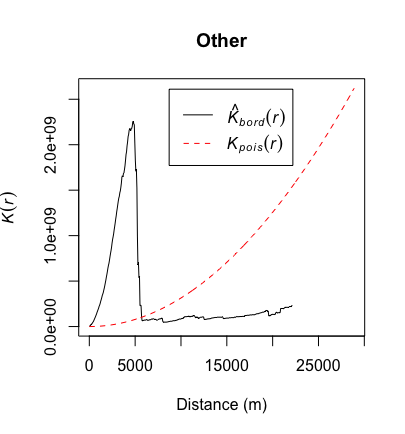 Other
K̂bord(r)
Kpois(r)
K(r)
0.0e+00 1.0e+09 2.0e+09
0 5000 15000 25000
Distance (m)